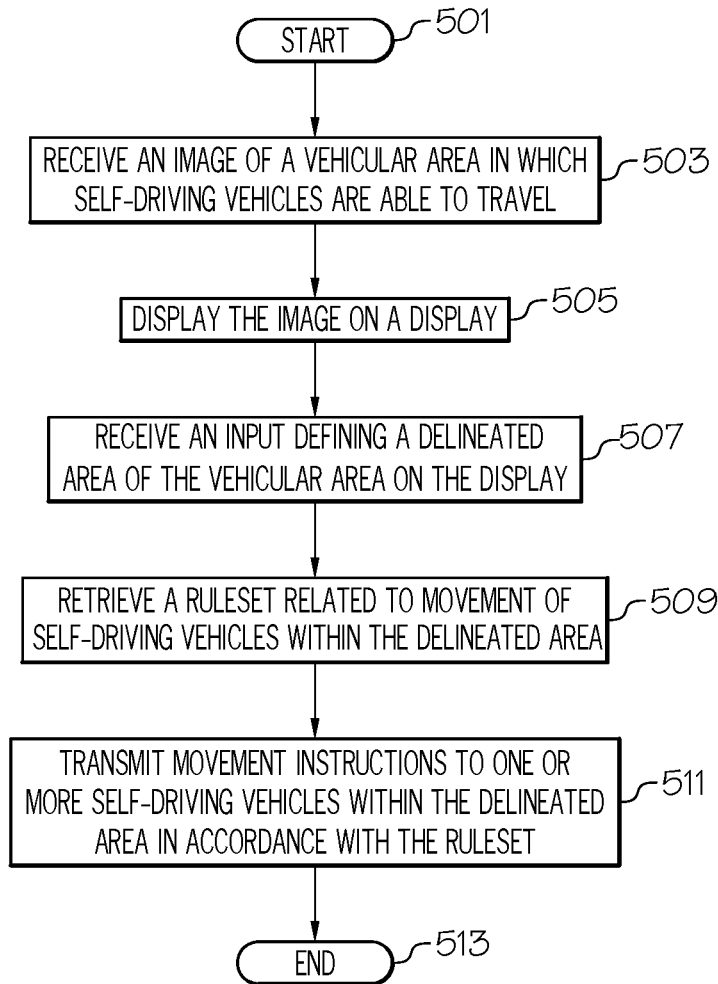 START
501
RECEIVE AN IMAGE OF A VEHICULAR AREA IN WHICH
SELF-DRIVING VEHICLES ARE ABLE TO TRAVEL
503
DISPLAY THE IMAGE ON A DISPLAY
505
RECEIVE AN INPUT DEFINING A DELINEATED
AREA OF THE VEHICULAR AREA ON THE DISPLAY
507
RETRIEVE A RULESET RELATED TO MOVEMENT OF
SELF-DRIVING VEHICLES WITHIN THE DELINEATED AREA
509
TRANSMIT MOVEMENT INSTRUCTIONS TO ONE OR
MORE SELF-DRIVING VEHICLES WITHIN THE DELINEATED
AREA IN ACCORDANCE WITH THE RULESET
511
END
513